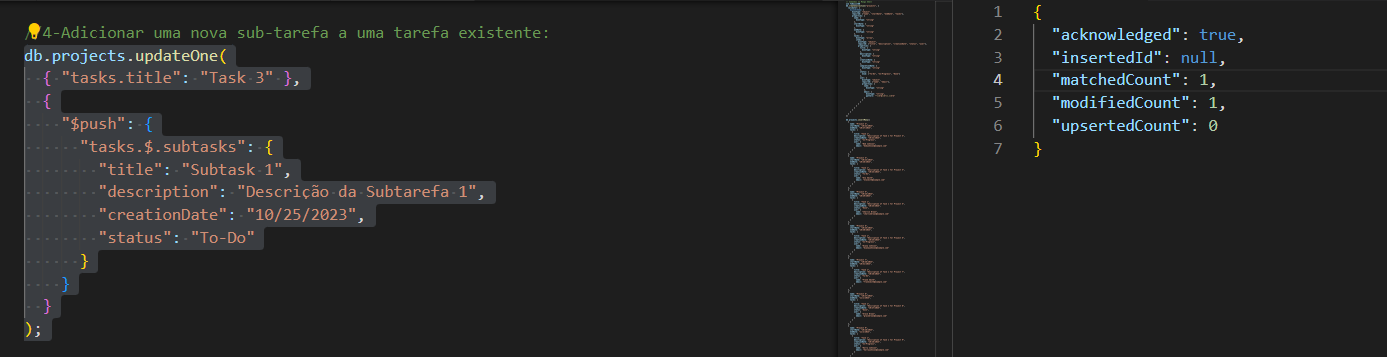 //4-Adicionar uma nova sub-tarefa a uma tarefa existente:
db.projects.updateOne(
{ "tasks.title": "Task 3" },
{
"$push": {
"tasks.$.subtasks": {
"title": "Subtask 1",
"description": "Descrição da Subtarefa 1",
"creationDate": "10/25/2023",
"status": "To-Do"
}
}
}
);
1 {
2 "acknowledged": true,
3 "insertedId": null,
4 "matchedCount": 1,
5 "modifiedCount": 1,
6 "upsertedCount": 0
7 }